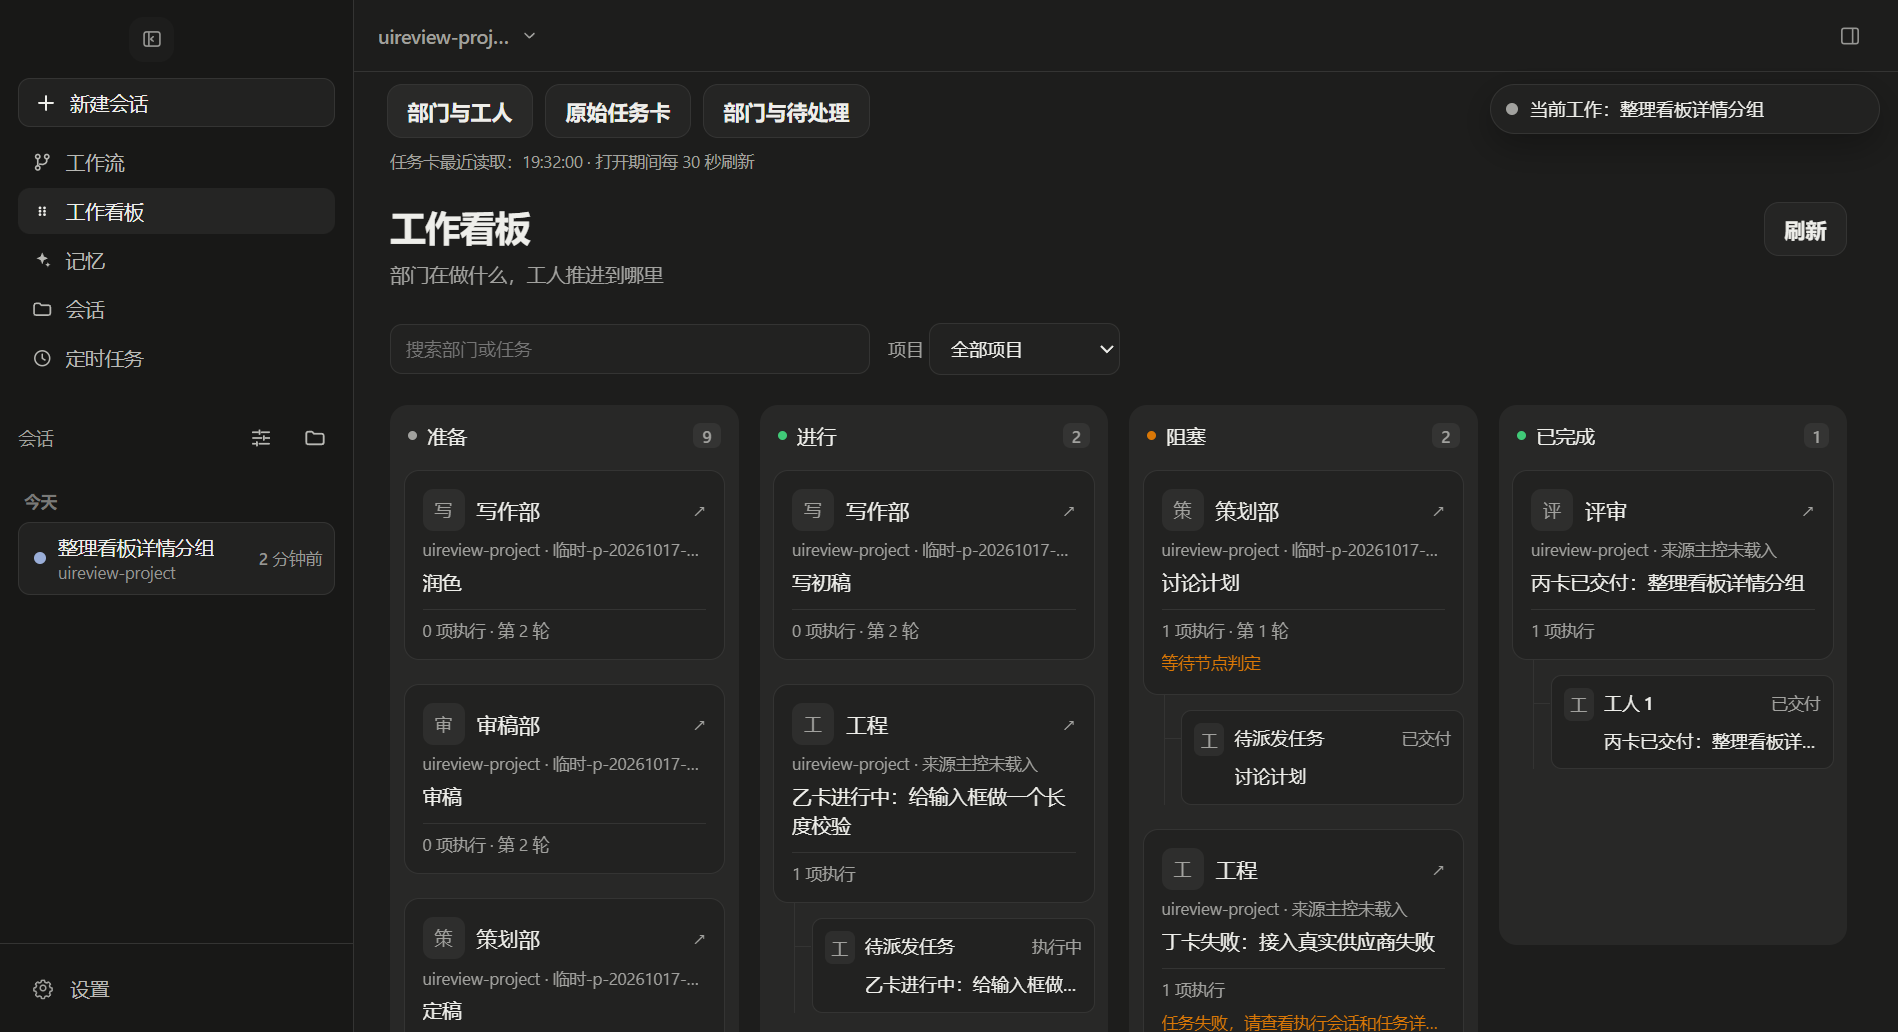 新建会话
工作流
工作看板
记忆
会话
定时任务
会话
今天
整理看板详情分组
uireview-project
2 分钟前
设置
uireview-proj...
部门与工人
原始任务卡
部门与待处理
当前工作：整理看板详情分组
任务卡最近读取：19:32:00 · 打开期间每 30 秒刷新
工作看板
部门在做什么，工人推进到哪里
刷新
搜索部门或任务
项目
全部项目
准备
9
写
写作部
uireview-project · 临时-p-20261017-...
润色
0 项执行 · 第 2 轮
审
审稿部
uireview-project · 临时-p-20261017-...
审稿
0 项执行 · 第 2 轮
策
策划部
uireview-project · 临时-p-20261017-...
定稿
进行
2
写
写作部
uireview-project · 临时-p-20261017-...
写初稿
0 项执行 · 第 2 轮
工
工程
uireview-project · 来源主控未载入
乙卡进行中：给输入框做一个长
度校验
1 项执行
工
待派发任务
执行中
乙卡进行中：给输入框做...
阻塞
2
策
策划部
uireview-project · 临时-p-20261017-...
讨论计划
1 项执行 · 第 1 轮
等待节点判定
工
待派发任务
已交付
讨论计划
工
工程
uireview-project · 来源主控未载入
丁卡失败：接入真实供应商失败
1 项执行
任务失败，请查看执行会话和任务详...
已完成
1
评
评审
uireview-project · 来源主控未载入
丙卡已交付：整理看板详情分组
1 项执行
工
工人 1
已交付
丙卡已交付：整理看板详...